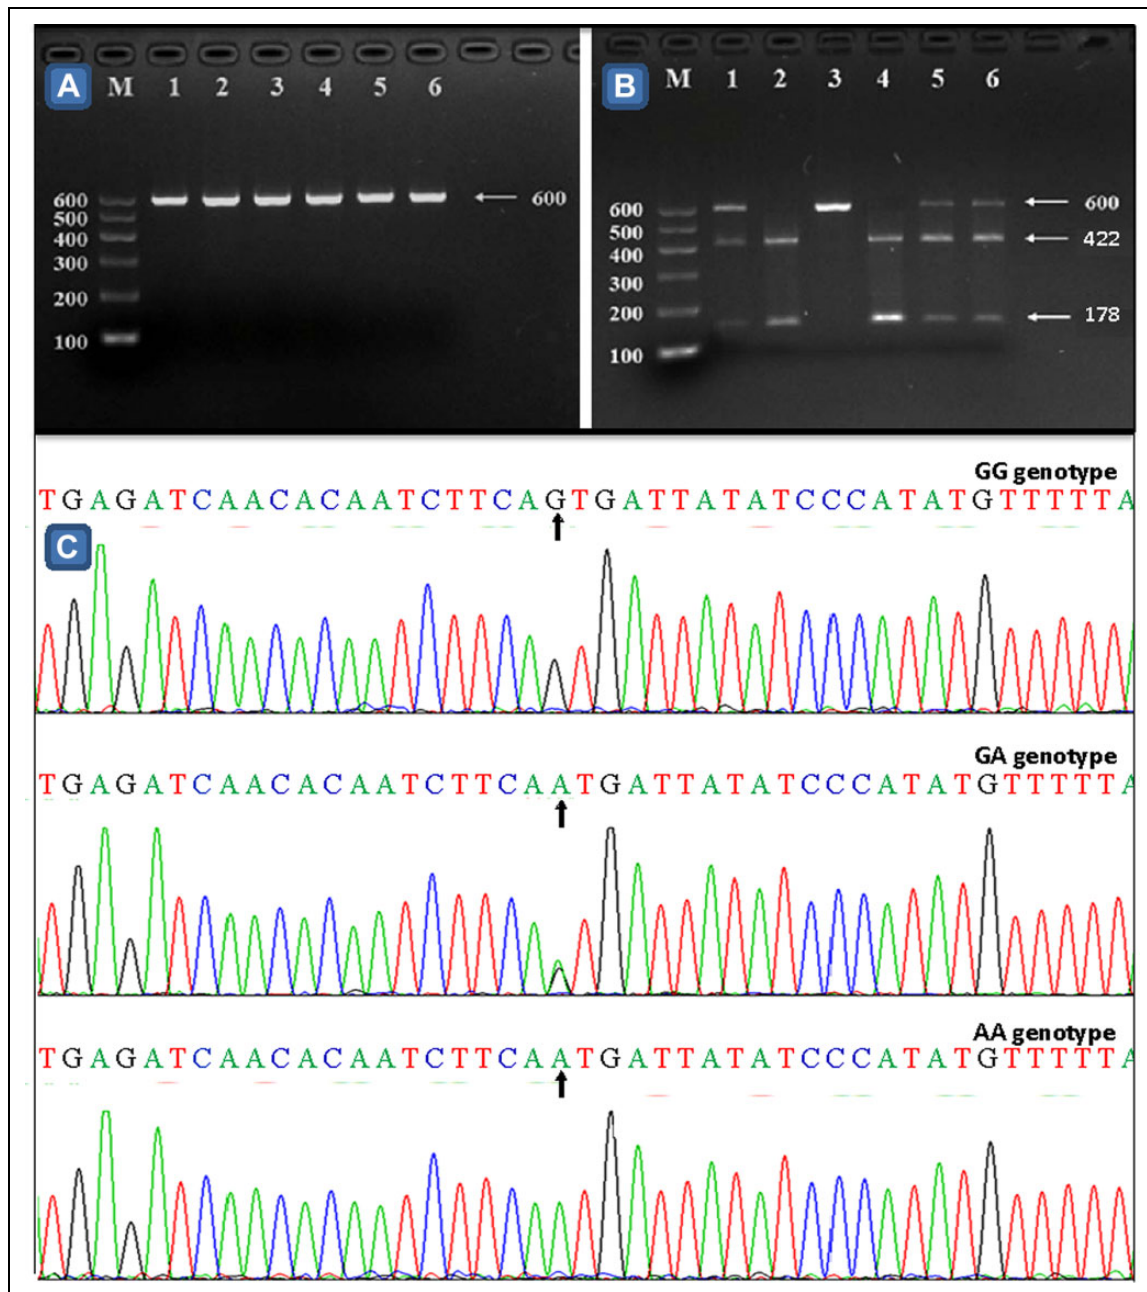 A M 1 2 3 4 5 6
600
500
400
300
200
100
600
B M 1 2 3 4 5 6
600
500
400
300
200
100
600
422
178
GG genotype
TGAGATCAACACAATCTTCAGTGATTATATCCCATATGTTTTTA
C
GA genotype
TGAGATCAACACAATCTTCAATGATTATATCCCATATGTTTTTA
AA genotype
TGAGATCAACACAATCTTCAATGATTATATCCCATATGTTTTTA